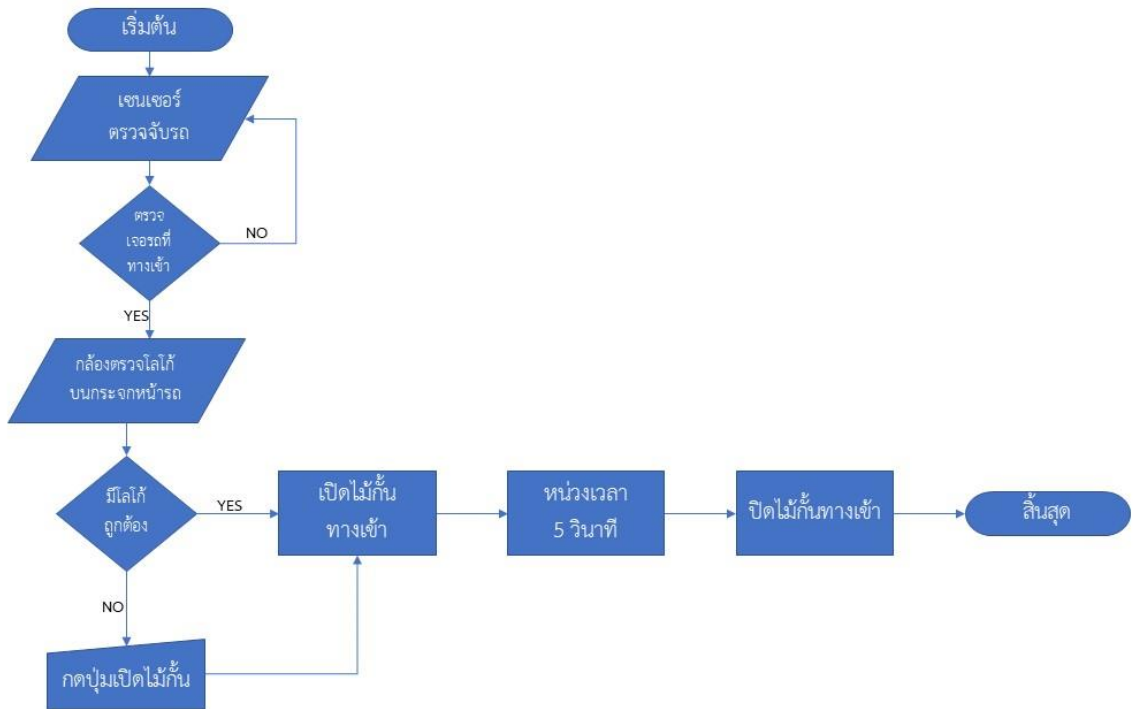 เริ่มต้น
เซนเซอร์
ตรวจจับรถ
ตรวจ
เจอรถที่
ทางเข้า
NO
YES
กล้องตรวจโลโก้
บนกระจกหน้ารถ
มีโลโก้
ถูกต้อง
YES
เปิดไม้กั้น
ทางเข้า
หน่วงเวลา
5 วินาที
ปิดไม้กั้นทางเข้า
สิ้นสุด
NO
กดปุ่มเปิดไม้กั้น